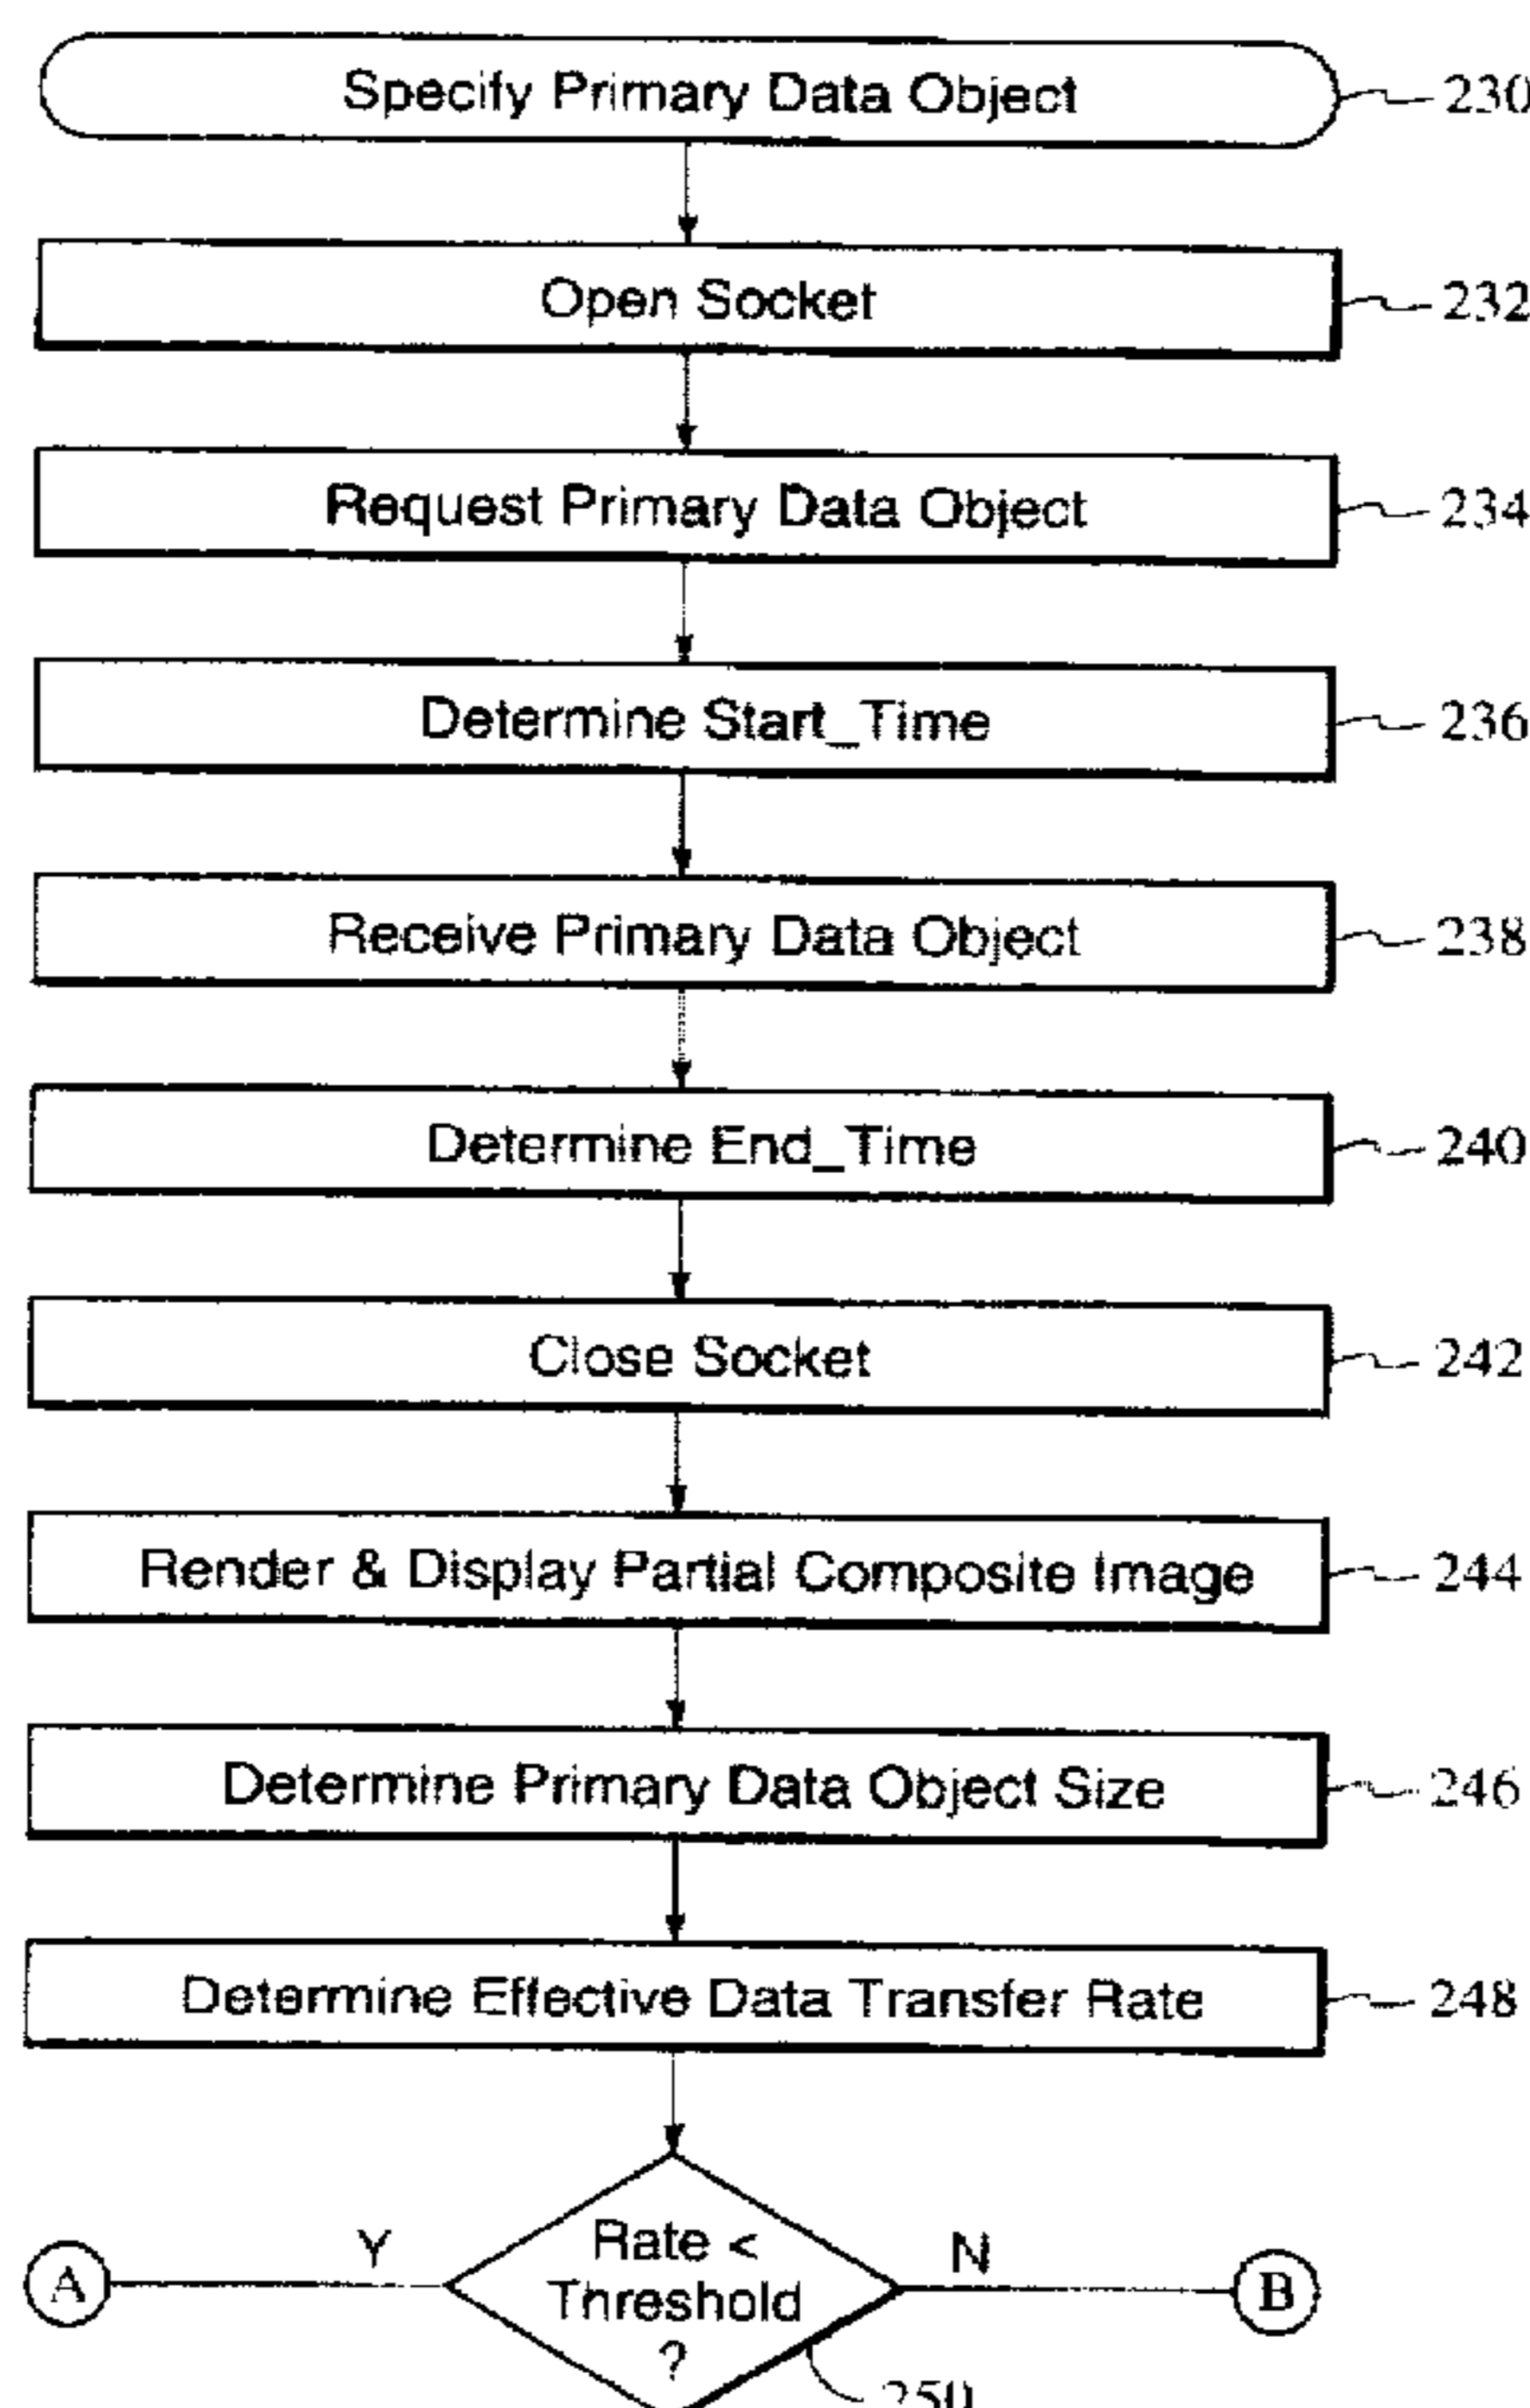 Specify Primary Data Object 230
Open Socket 232
Request Primary Data Object 234
Determine Start_Time 236
Receive Primary Data Object 238
Determine End_Time 240
Close Socket 242
Render & Display Partial Composite Image 244
Determine Primary Data Object Size 246
Determine Effective Data Transfer Rate 248
Y
Rate <
N
A
Threshold
B
?
250